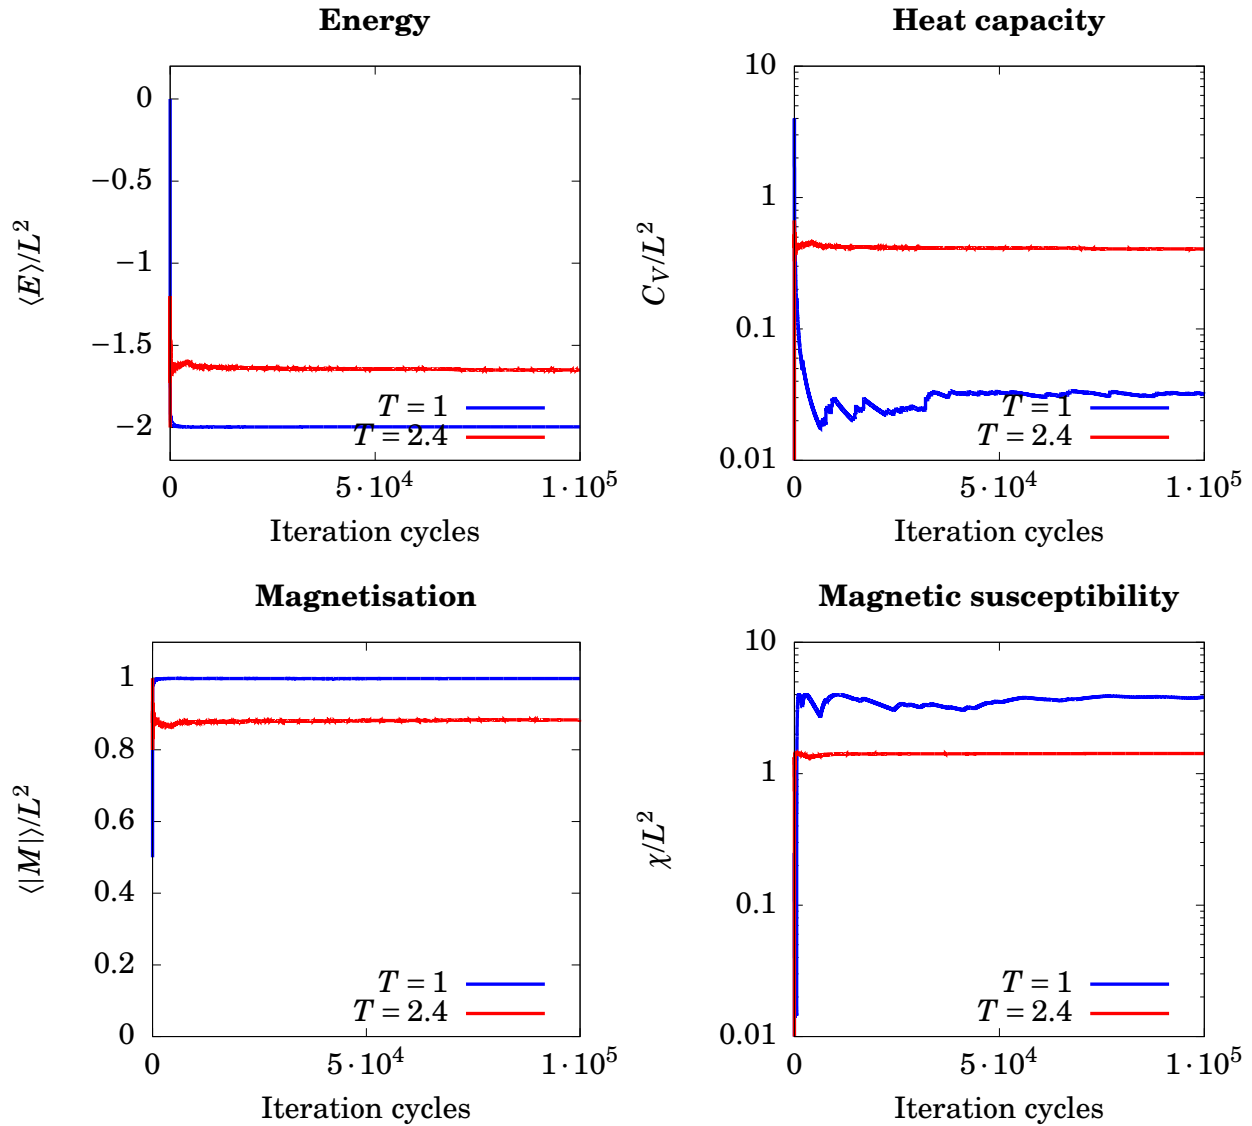 Energy
0
−0.5
−1
−1.5
−2
⟨E⟩/L²
T = 1
T = 2.4
0
5·10⁴
1·10⁵
Iteration cycles
Heat capacity
10
1
0.1
0.01
C_V/L²
T = 1
T = 2.4
0
5·10⁴
1·10⁵
Iteration cycles
Magnetisation
1
0.8
0.6
0.4
0.2
0
⟨|M|⟩/L²
T = 1
T = 2.4
0
5·10⁴
1·10⁵
Iteration cycles
Magnetic susceptibility
10
1
0.1
0.01
χ/L²
T = 1
T = 2.4
0
5·10⁴
1·10⁵
Iteration cycles